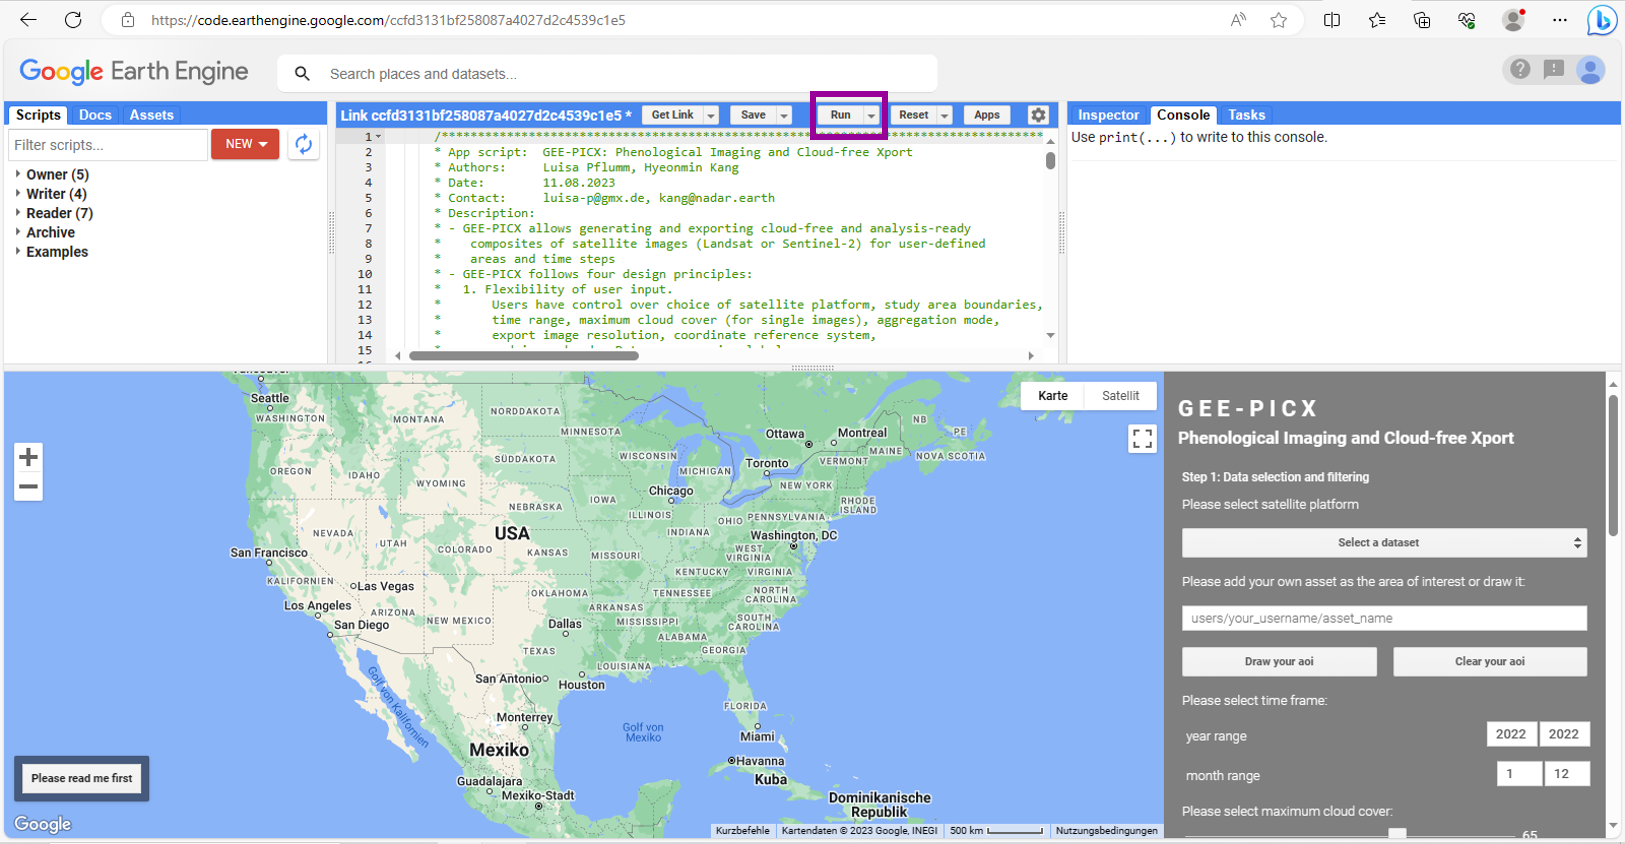 https://code.earthengine.google.com/ccfd3131bf258087a4027d2c4539c1e5
Google Earth Engine
Search places and datasets...
Scripts Docs Assets
Filter scripts...
NEW
Owner (5)
Writer (4)
Reader (7)
Archive
Examples
Link ccfd3131bf258087a4027d2c4539c1e5 *
Get Link
Save
Run
Reset
Apps
1 /***********************************************************************************
2 * App script: GEE-PICX: Phenological Imaging and Cloud-free Xport
3 * Authors: Luisa Pflumm, Hyeonmin Kang
4 * Date: 11.08.2023
5 * Contact: luisa-p@gmx.de, kang@nadar.earth
6 * Description:
7 * - GEE-PICX allows generating and exporting cloud-free and analysis-ready
8 * composites of satellite images (Landsat or Sentinel-2) for user-defined
9 * areas and time steps
10 * - GEE-PICX follows four design principles:
11 * 1. Flexibility of user input.
12 * Users have control over choice of satellite platform, study area boundaries,
13 * time range, maximum cloud cover (for single images), aggregation mode,
14 * export image resolution, coordinate reference system,
15
Inspector Console Tasks
Use print(...) to write to this console.
Seattle
WASHINGTON
MONTANA
NORDDAKOTA
MINNESOTA
Ottawa
Montreal
NB
PE
MAINE
NOVA SCOTIA
OREGON
IDAHO
WYOMING
SÜDDAKOTA
WISCONSIN
MICHIGAN
Toronto
VERMONT
NEW YORK
Chicago
IOWA
NEBRASKA
RHODE
ISLAND
NEVADA
UTAH
COLORADO
USA
KANSAS
ILLINOIS
INDIANA
OHIO
PENNSYLVANIA
Washington, DC
MISSOURI
WEST
VIRGINIA
KENTUCKY
VIRGINIA
San Francisco
KALIFORNIEN
Las Vegas
Los Angeles
ARIZONA
San Diego
NEW MEXICO
OKLAHOMA
TENNESSEE
NORTH
CAROLINA
ARKANSAS
MISSISSIPPI
SOUTH
CAROLINA
Dallas
ALABAMA
GEORGIA
TEXAS
LOUISIANA
San Antonio
Houston
Golf von Kalifornien
FLORIDA
Monterrey
Golf von
Mexiko
Miami
Mexiko
Havanna
Kuba
Guadalajara
Mexiko-Stadt
Dominikanische
Republik
Karte
Satellit
Please read me first
Google
Kurzbefehle
Kartendaten © 2023 Google, INEGI
500 km
Nutzungsbedingungen
GEE-PICX
Phenological Imaging and Cloud-free Xport
Step 1: Data selection and filtering
Please select satellite platform
Select a dataset
Please add your own asset as the area of interest or draw it:
users/your_username/asset_name
Draw your aoi
Clear your aoi
Please select time frame:
year range 2022 2022
month range 1 12
Please select maximum cloud cover:
65